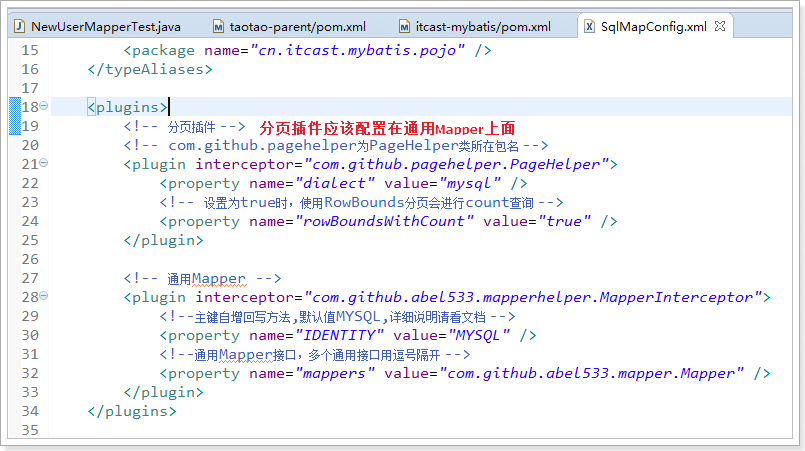 NewUserMapperTest.java taotao-parent/pom.xml itcast-mybatis/pom.xml SqlMapConfig.xml
15 <package name="cn.itcast.mybatis.pojo" />
16 </typeAliases>
17
18 <plugins>
19 <!-- 分页插件 --> 分页插件应该配置在通用Mapper上面
20 <!-- com.github.pagehelper为PageHelper类所在包名 -->
21 <plugin interceptor="com.github.pagehelper.PageHelper">
22 <property name="dialect" value="mysql" />
23 <!-- 设置为true时，使用RowBounds分页会进行count查询 -->
24 <property name="rowBoundsWithCount" value="true" />
25 </plugin>
26
27 <!-- 通用Mapper -->
28 <plugin interceptor="com.github.abel533.mapperhelper.MapperInterceptor">
29 <!--主键自增回写方法,默认值MYSQL,详细说明请看文档 -->
30 <property name="IDENTITY" value="MYSQL" />
31 <!--通用Mapper接口，多个通用接口用逗号隔开 -->
32 <property name="mappers" value="com.github.abel533.mapper.Mapper" />
33 </plugin>
34 </plugins>
35